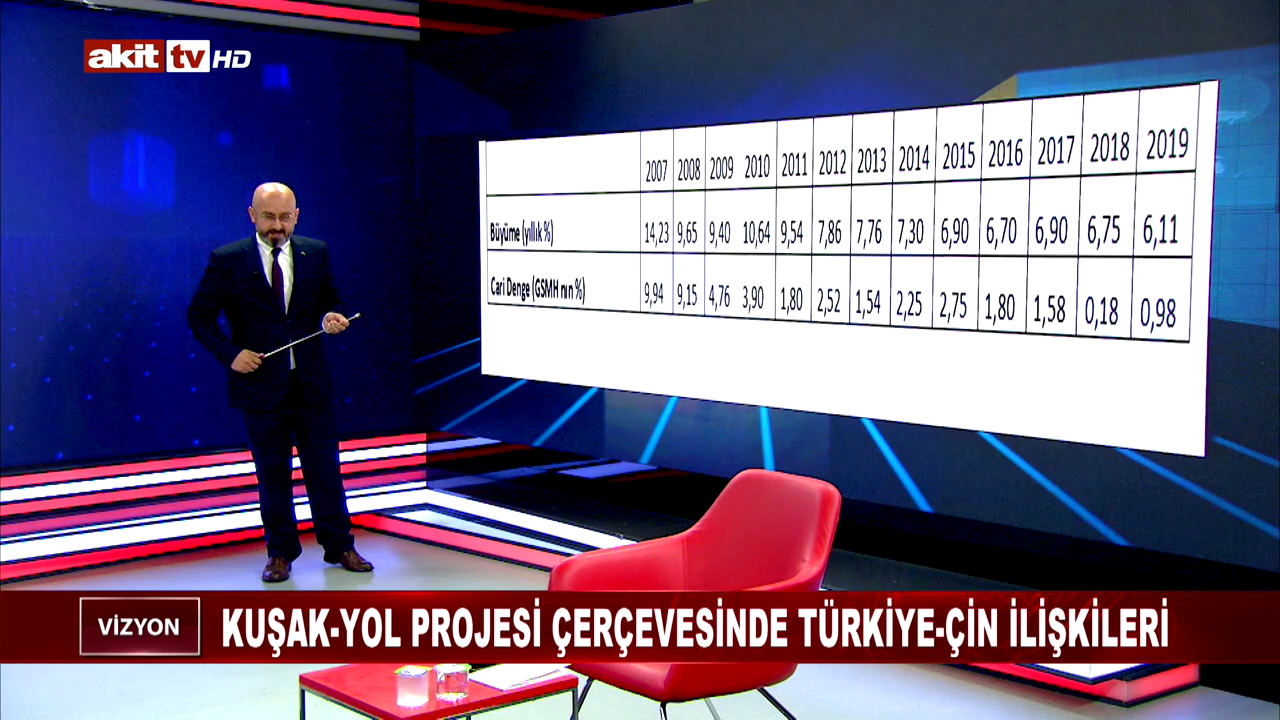 akit tv HD
2007 2008 2009 2010 2011 2012 2013 2014 2015 2016 2017 2018 2019
Büyüme (yıllık %) 14,23 9,65 9,40 10,64 9,54 7,86 7,76 7,30 6,90 6,70 6,90 6,75 6,11
Cari Denge (GSMH nın %) 9,94 9,15 4,76 3,90 1,80 2,52 1,54 2,25 2,75 1,80 1,58 0,18 0,98
VİZYON KUŞAK-YOL PROJESİ ÇERÇEVESİNDE TÜRKİYE-ÇİN İLİŞKİLERİ